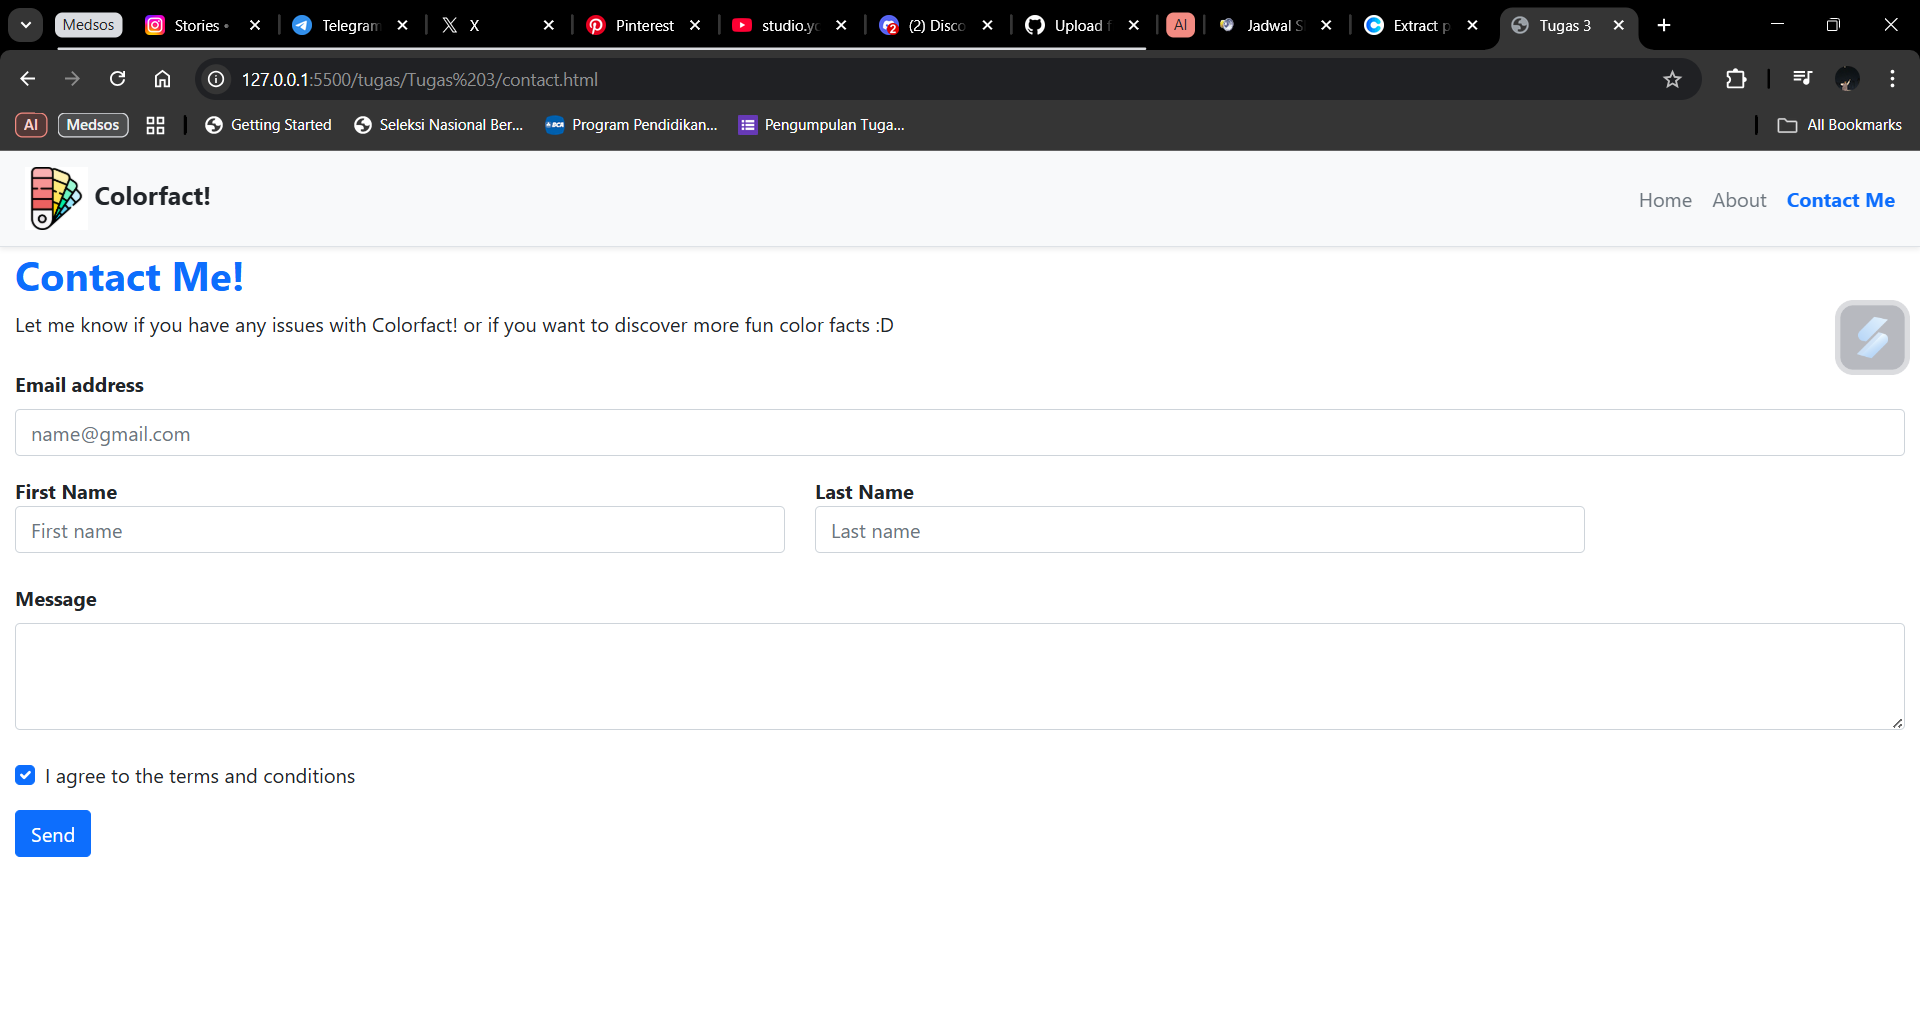 Medsos
Stories •
Telegram
X
Pinterest
studio.yo
(2) Disco
Upload f
AI
Jadwal S
Extract p
Tugas 3
127.0.0.1:5500/tugas/Tugas%203/contact.html
AI
Medsos
Getting Started
Seleksi Nasional Ber...
Program Pendidikan...
Pengumpulan Tuga...
All Bookmarks
Colorfact!
Home
About
Contact Me
Contact Me!
Let me know if you have any issues with Colorfact! or if you want to discover more fun color facts :D
Email address
name@gmail.com
First Name
Last Name
First name
Last name
Message
I agree to the terms and conditions
Send